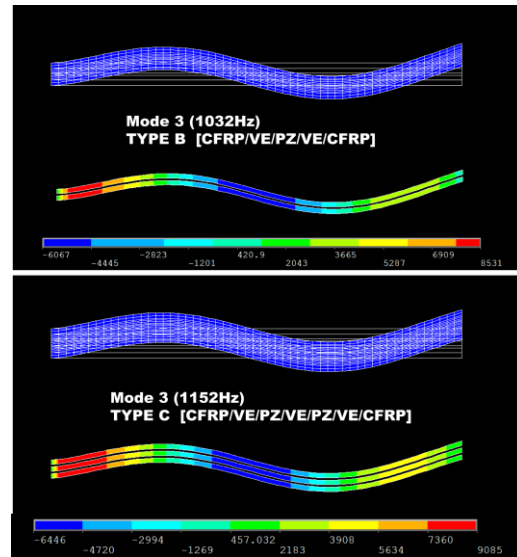 Mode 3 (1032Hz)
TYPE B [CFRP/VE/PZ/VE/CFRP]
-6067 -2823 420.9 3665 6909
-4445 -1201 2043 5287 8531
Mode 3 (1152Hz)
TYPE C [CFRP/VE/PZ/VE/PZ/VE/CFRP]
-6446 -2994 457.032 3908 7360
-4720 -1269 2183 5634 9085